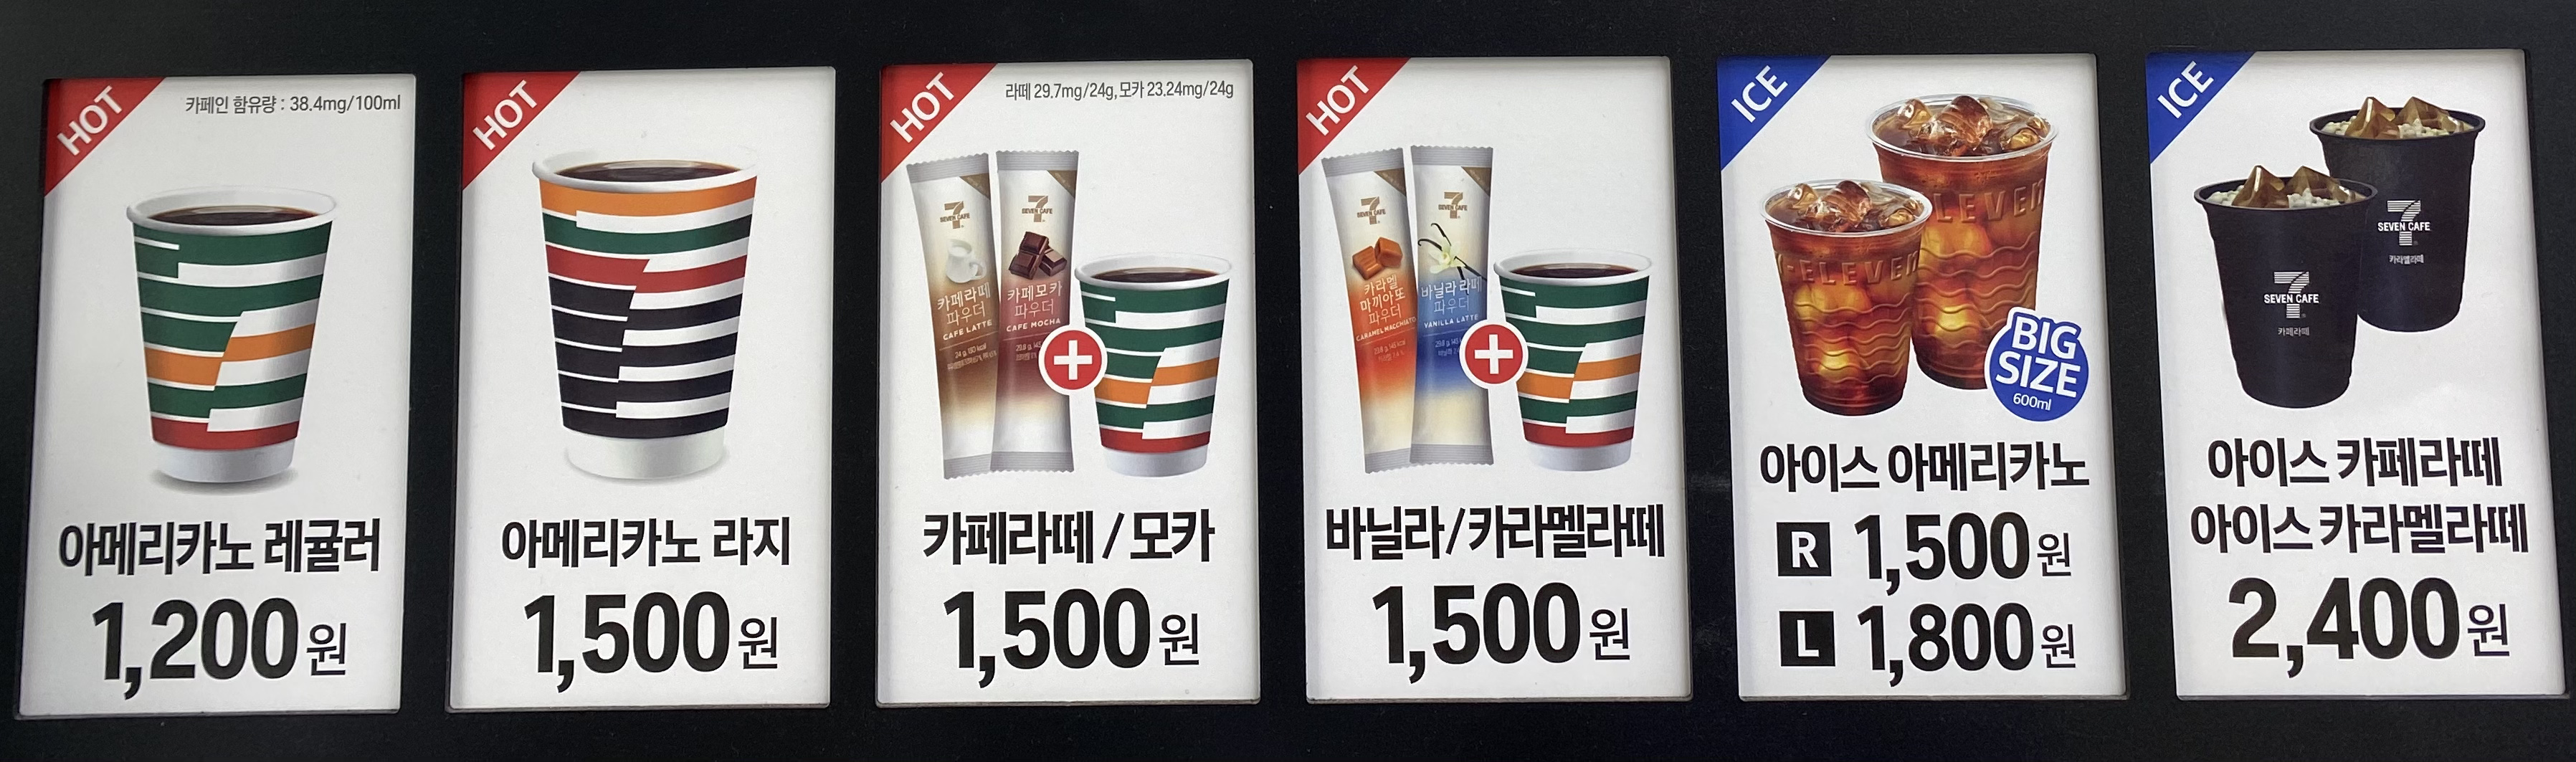 HOT
카페인 함유량 : 38.4mg/100ml
아메리카노 레귤러
1,200원
HOT
아메리카노 라지
1,500원
HOT
라떼 29.7mg/24g, 모카 23.24mg/24g
7
SEVEN CAFE
카페라떼
파우더
CAFE LATTE
7
SEVEN CAFE
카페모카
파우더
CAFE MOCHA
카페라떼 / 모카
1,500원
HOT
7
SEVEN CAFE
카라멜
마끼아또
파우더
CARAMEL MACCHIATO
7
SEVEN CAFE
바닐라 라떼
파우더
VANILLA LATTE
바닐라/카라멜라떼
1,500원
ICE
ELEVEN
LEVEN
BIG
SIZE
600ml
아이스 아메리카노
R 1,500원
L 1,800원
ICE
7
SEVEN CAFE
카라멜라떼
7
SEVEN CAFE
카페라떼
아이스 카페라떼
아이스 카라멜라떼
2,400원